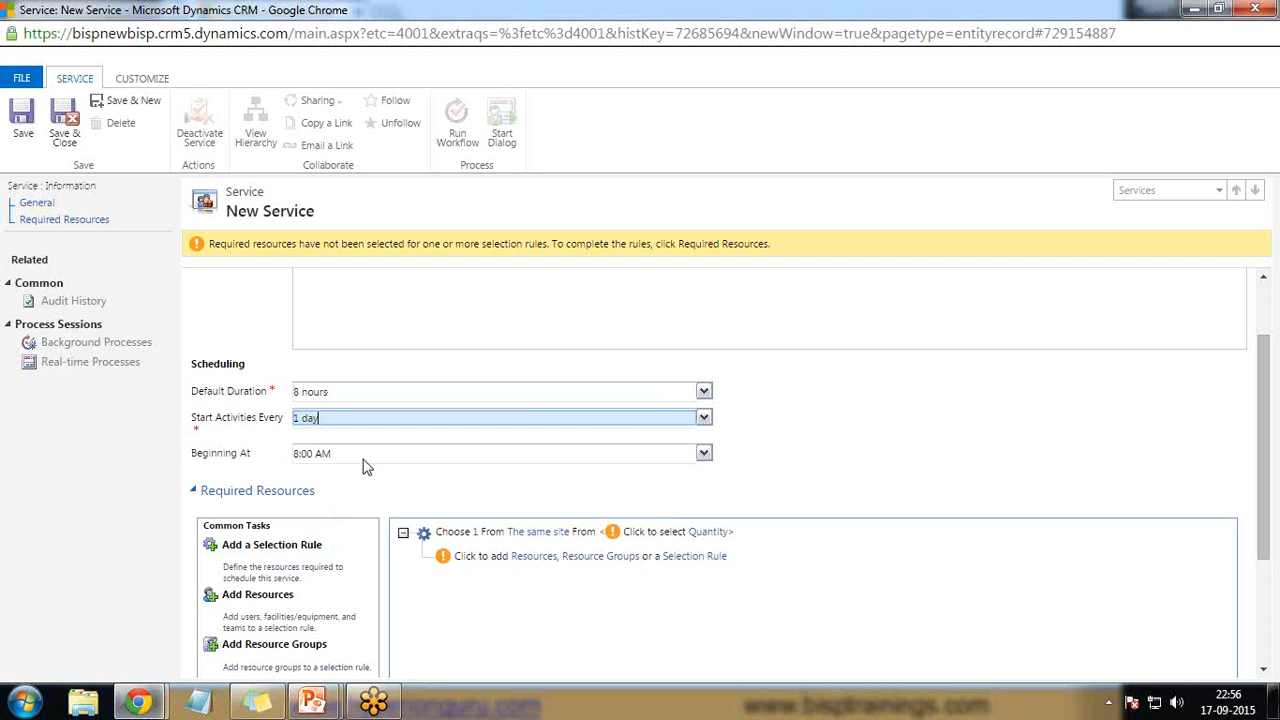 Service: New Service - Microsoft Dynamics CRM - Google Chrome
https://bispnewbisp.crm5.dynamics.com/main.aspx?etc=4001&extraqs=%3fetc%3d4001&histKey=72685694&newWindow=true&pagetype=entityrecord#729154887
FILE SERVICE CUSTOMIZE
Save
Save & Close
Save & New
Delete
Save
Deactivate Service
Actions
View Hierarchy
Sharing
Copy a Link
Email a Link
Follow
Unfollow
Collaborate
Run Workflow
Start Dialog
Process
Service : Information
General
Required Resources
Related
Common
Audit History
Process Sessions
Background Processes
Real-time Processes
Service
New Service
Services
Required resources have not been selected for one or more selection rules. To complete the rules, click Required Resources.
Scheduling
Default Duration * 8 hours
Start Activities Every * 1 day
Beginning At 8:00 AM
Required Resources
Common Tasks
Add a Selection Rule
Define the resources required to
schedule this service.
Add Resources
Add users, facilities/equipment, and
teams to a selection rule.
Add Resource Groups
Add resource groups to a selection rule.
Choose 1 From The same site From < Click to select Quantity>
Click to add Resources, Resource Groups or a Selection Rule
www.bisptrainings.com
22:56
17-09-2015